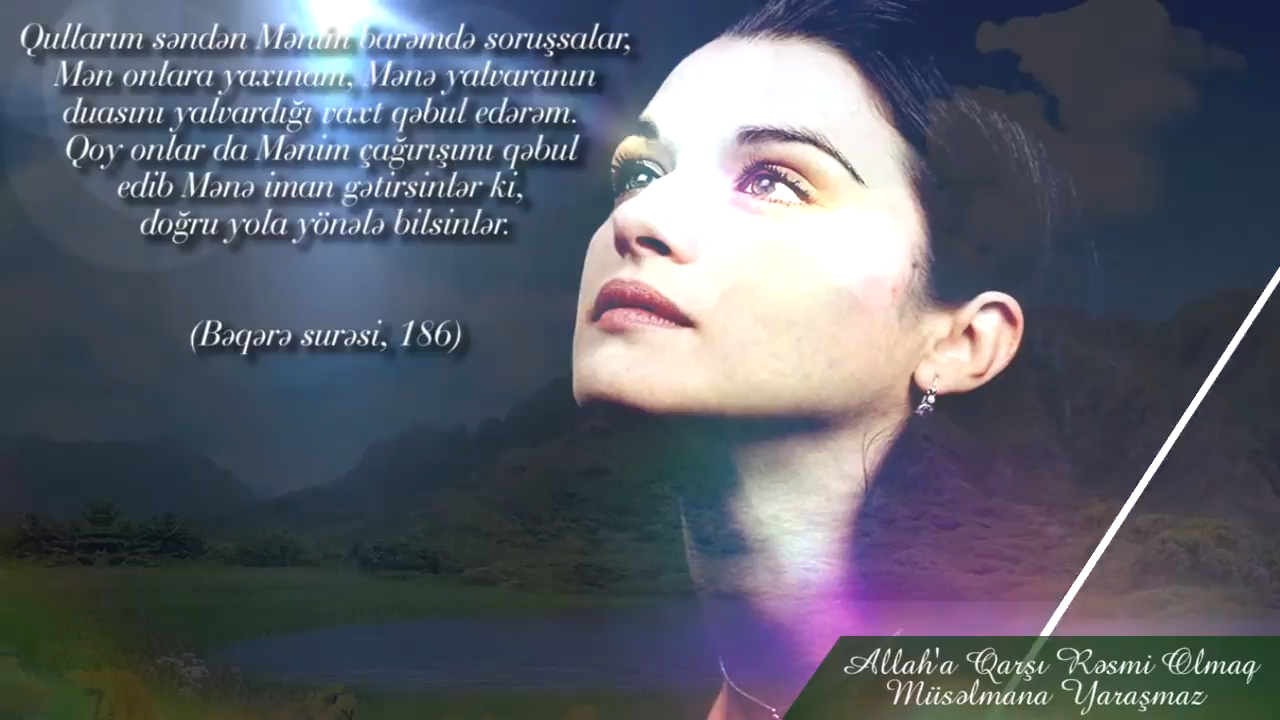 Qullarım səndən Mənim barəmdə soruşsalar,
Mən onlara yaxınam, Mənə yalvaranın
duasını yalvardığı vaxt qəbul edərəm.
Qoy onlar da Mənim çağırışımı qəbul
edib Mənə iman gətirsinlər ki,
doğru yola yönələ bilsinlər.
(Bəqərə surəsi, 186)
Allah'a Qarşı Rəsmi Olmaq
Müsəlmana Yaraşmaz